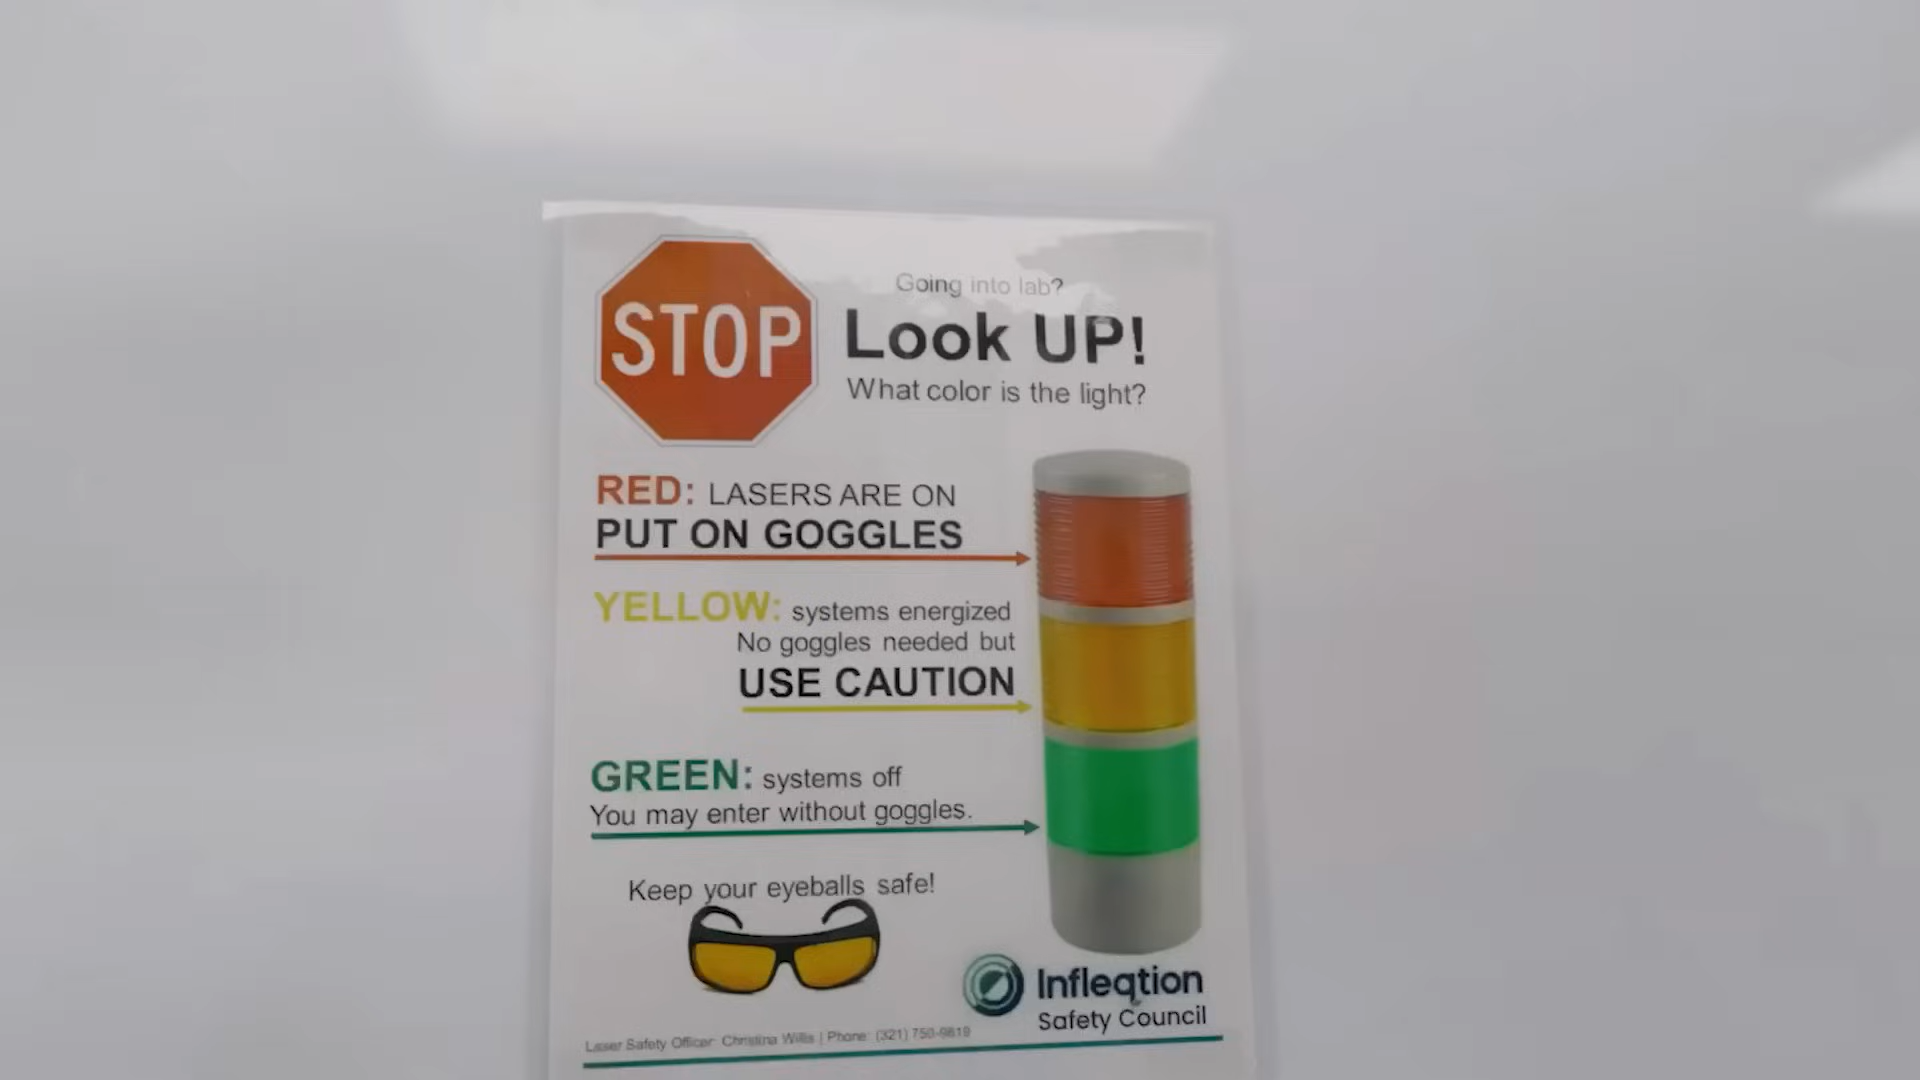 STOP
Going into lab?
Look UP!
What color is the light?
RED: LASERS ARE ON
PUT ON GOGGLES
YELLOW: systems energized
No goggles needed but
USE CAUTION
GREEN: systems off
You may enter without goggles.
Keep your eyeballs safe!
Infleqtion
Safety Council
Laser Safety Officer: Christina Willis | Phone: (321) 750-9819